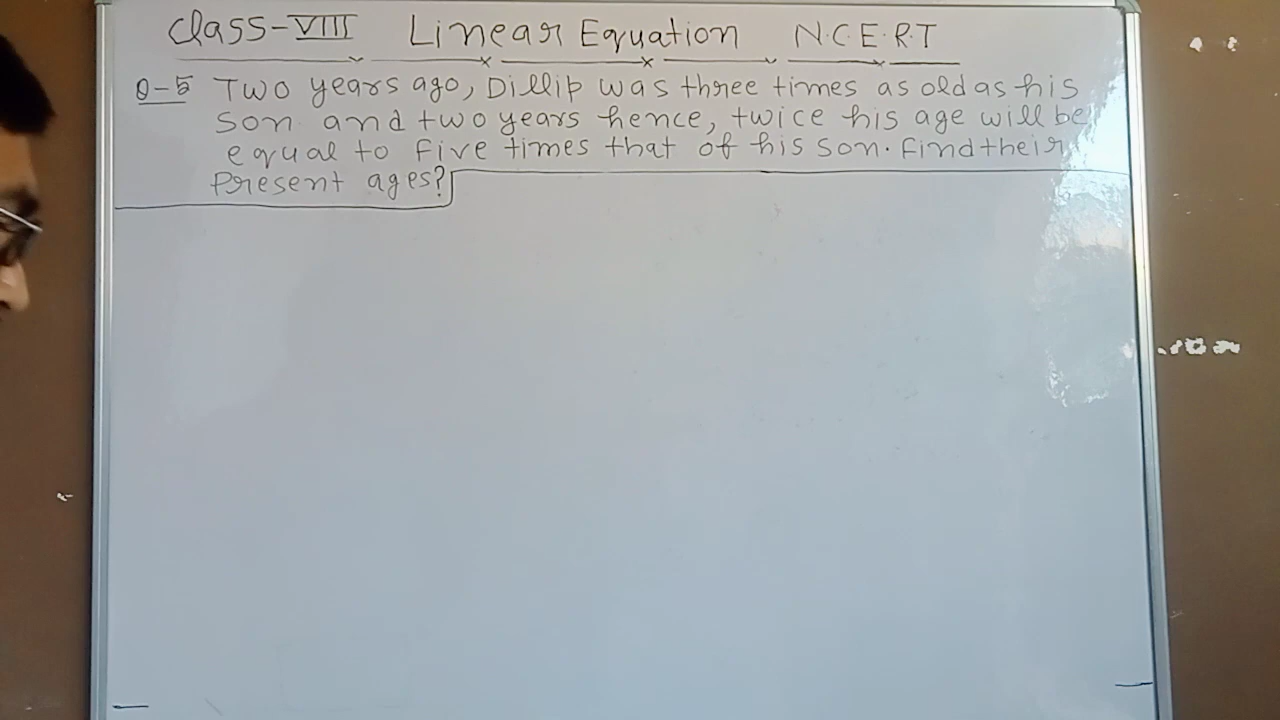 Class-VIII Linear Equation N.C.E.R.T
Q-5 Two years ago, Dillip was three times as old as his
son and two years hence, twice his age will be
equal to five times that of his son. Find their
present ages?